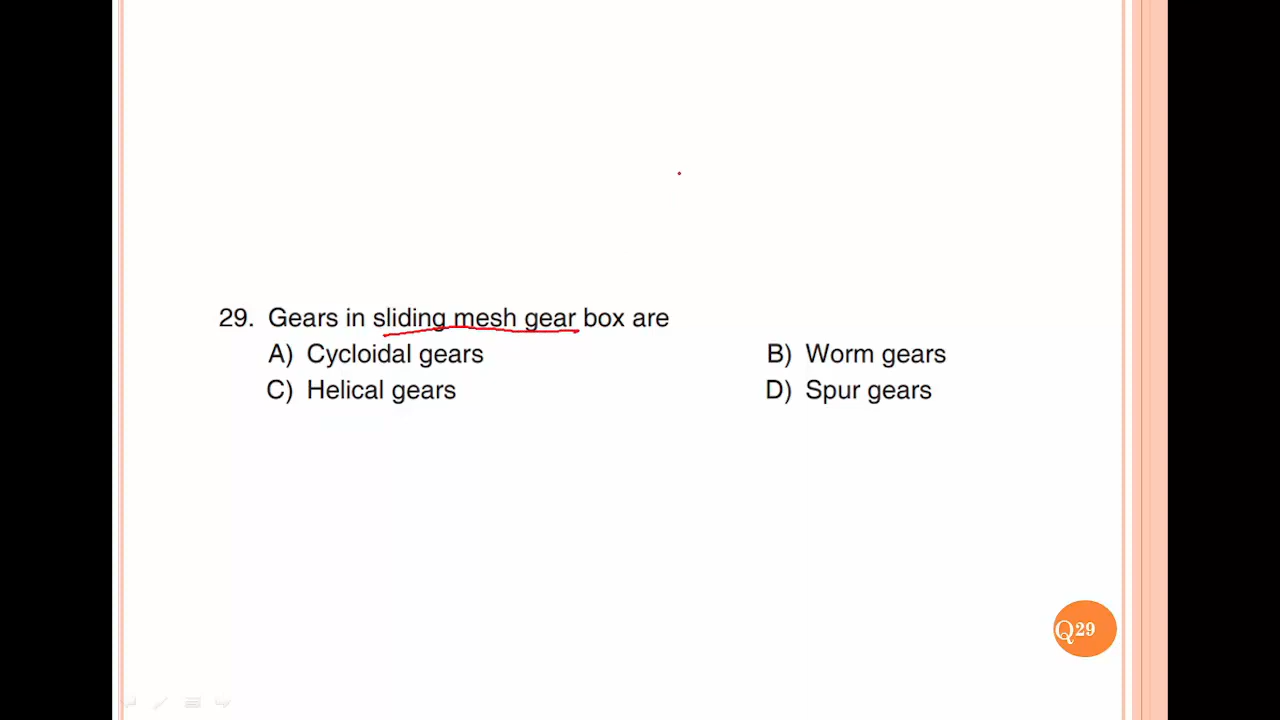 29. Gears in sliding mesh gear box are
A) Cycloidal gears B) Worm gears
C) Helical gears D) Spur gears
Q29